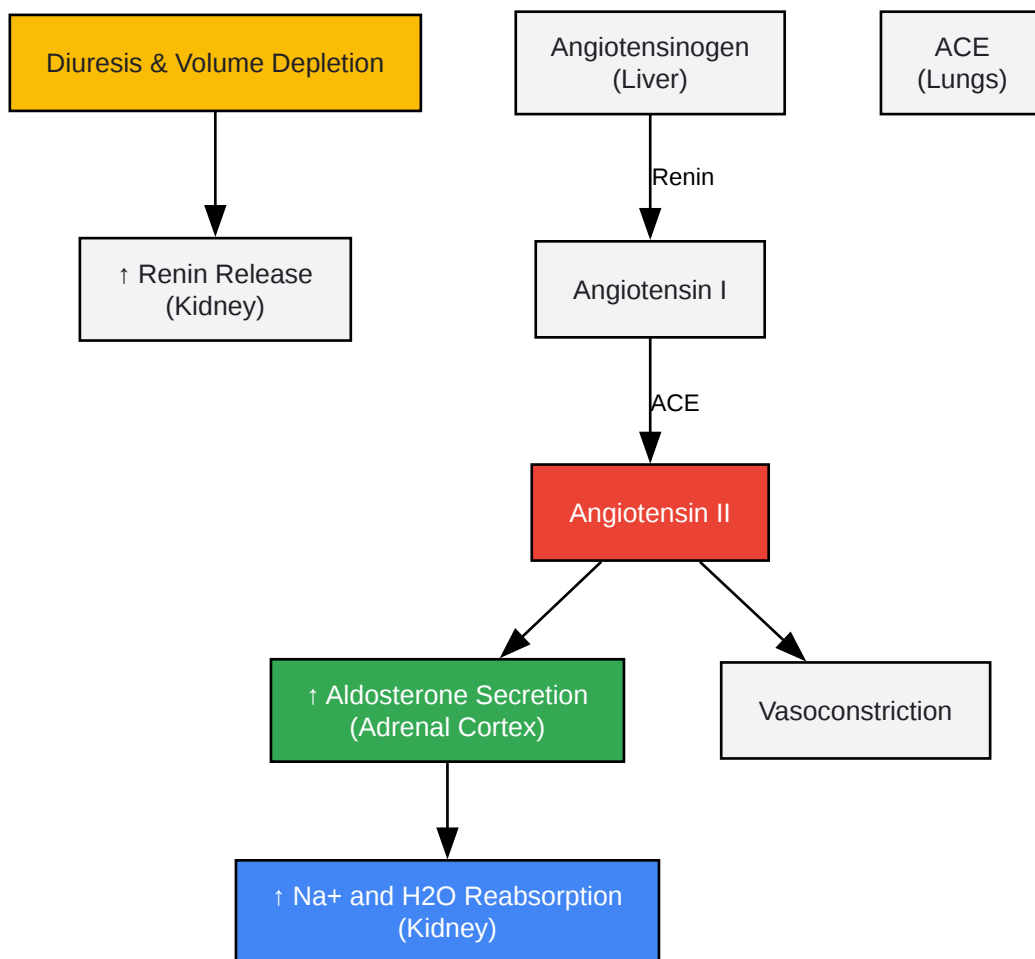 Diuresis & Volume Depletion
Angiotensinogen
(Liver)
ACE
(Lungs)
Renin
↑ Renin Release
(Kidney)
Angiotensin I
ACE
Angiotensin II
↑ Aldosterone Secretion
(Adrenal Cortex)
Vasoconstriction
↑ Na+ and H2O Reabsorption
(Kidney)